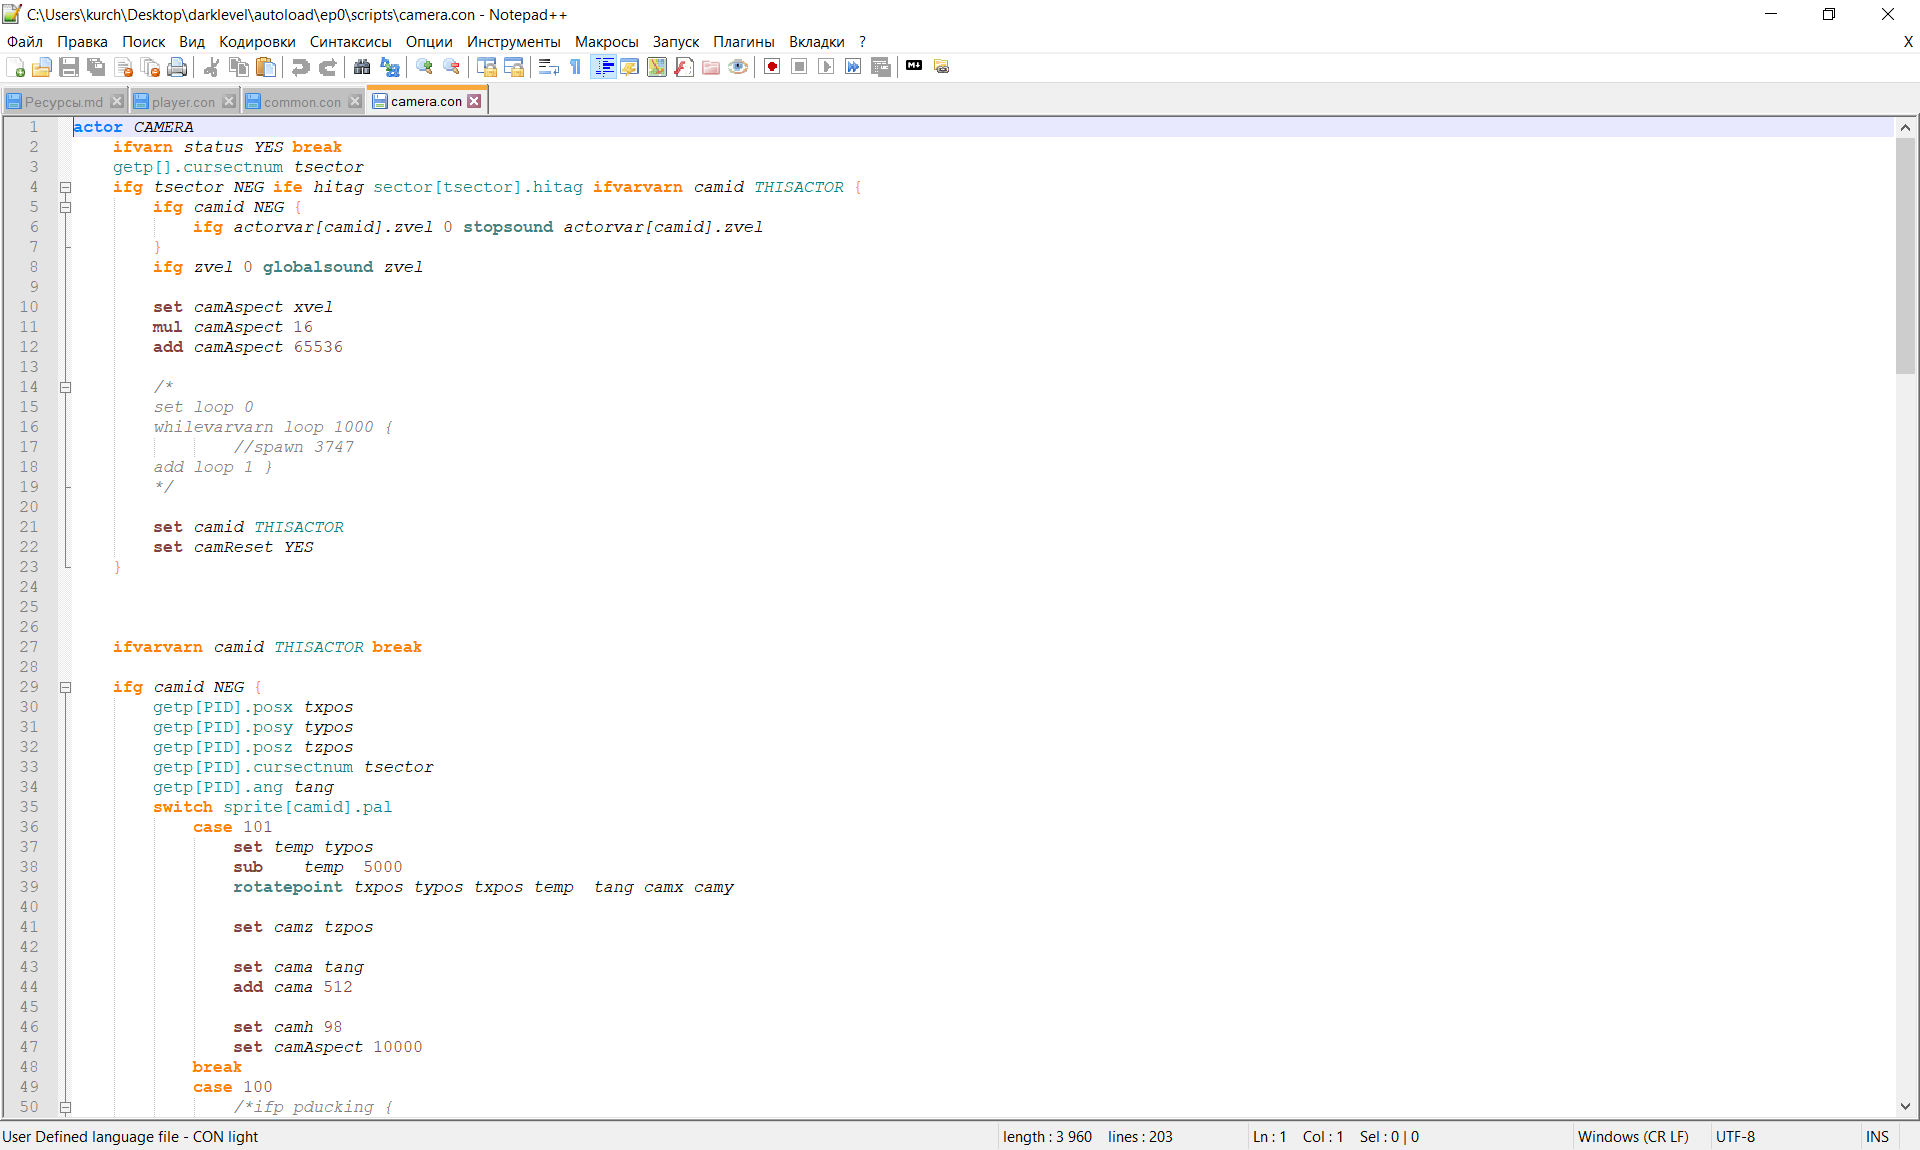 C:\Users\kurch\Desktop\darklevel\autoload\ep0\scripts\camera.con - Notepad++
Файл Правка Поиск Вид Кодировки Синтаксисы Опции Инструменты Макросы Запуск Плагины Вкладки ? X
Ресурсы.md player.con common.con camera.con
1 actor CAMERA
2 ifvarn status YES break
3 getp[].cursectnum tsector
4 ifg tsector NEG ife hitag sector[tsector].hitag ifvarvarn camid THISACTOR {
5 ifg camid NEG {
6 ifg actorvar[camid].zvel 0 stopsound actorvar[camid].zvel
7 }
8 ifg zvel 0 globalsound zvel
9
10 set camAspect xvel
11 mul camAspect 16
12 add camAspect 65536
13
14 /*
15 set loop 0
16 whilevarvarn loop 1000 {
17 //spawn 3747
18 add loop 1 }
19 */
20
21 set camid THISACTOR
22 set camReset YES
23 }
24
25
26
27 ifvarvarn camid THISACTOR break
28
29 ifg camid NEG {
30 getp[PID].posx txpos
31 getp[PID].posy typos
32 getp[PID].posz tzpos
33 getp[PID].cursectnum tsector
34 getp[PID].ang tang
35 switch sprite[camid].pal
36 case 101
37 set temp typos
38 sub temp 5000
39 rotatepoint txpos typos txpos temp tang camx camy
40
41 set camz tzpos
42
43 set cama tang
44 add cama 512
45
46 set camh 98
47 set camAspect 10000
48 break
49 case 100
50 /*ifp pducking {
User Defined language file - CON light length : 3 960 lines : 203 Ln : 1 Col : 1 Sel : 0 | 0 Windows (CR LF) UTF-8 INS